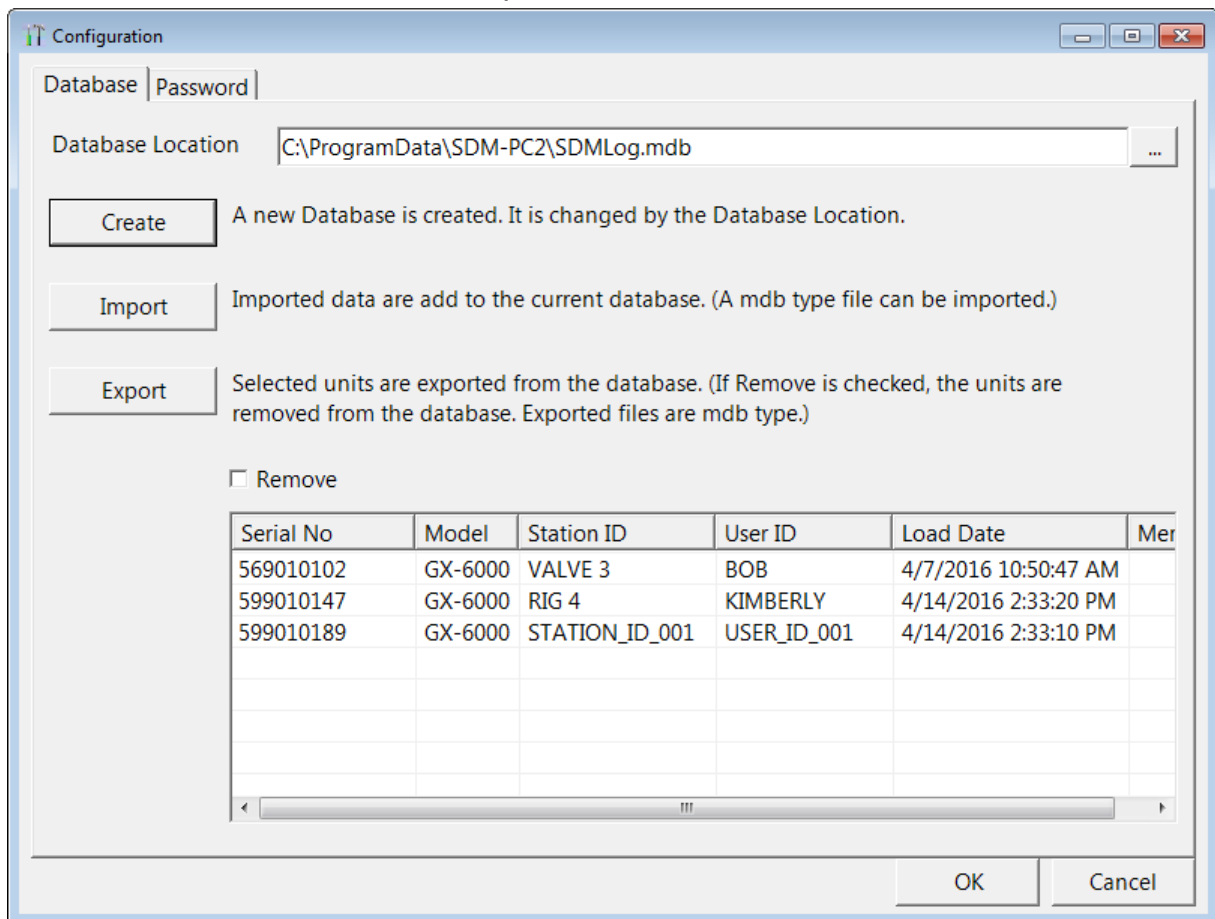 Configuration
Database Password
Database Location C:\ProgramData\SDM-PC2\SDMLog.mdb ...
Create A new Database is created. It is changed by the Database Location.
Import Imported data are add to the current database. (A mdb type file can be imported.)
Export Selected units are exported from the database. (If Remove is checked, the units are
removed from the database. Exported files are mdb type.)
Remove
Serial No Model Station ID User ID Load Date Mer
569010102 GX-6000 VALVE 3 BOB 4/7/2016 10:50:47 AM
599010147 GX-6000 RIG 4 KIMBERLY 4/14/2016 2:33:20 PM
599010189 GX-6000 STATION_ID_001 USER_ID_001 4/14/2016 2:33:10 PM
OK Cancel